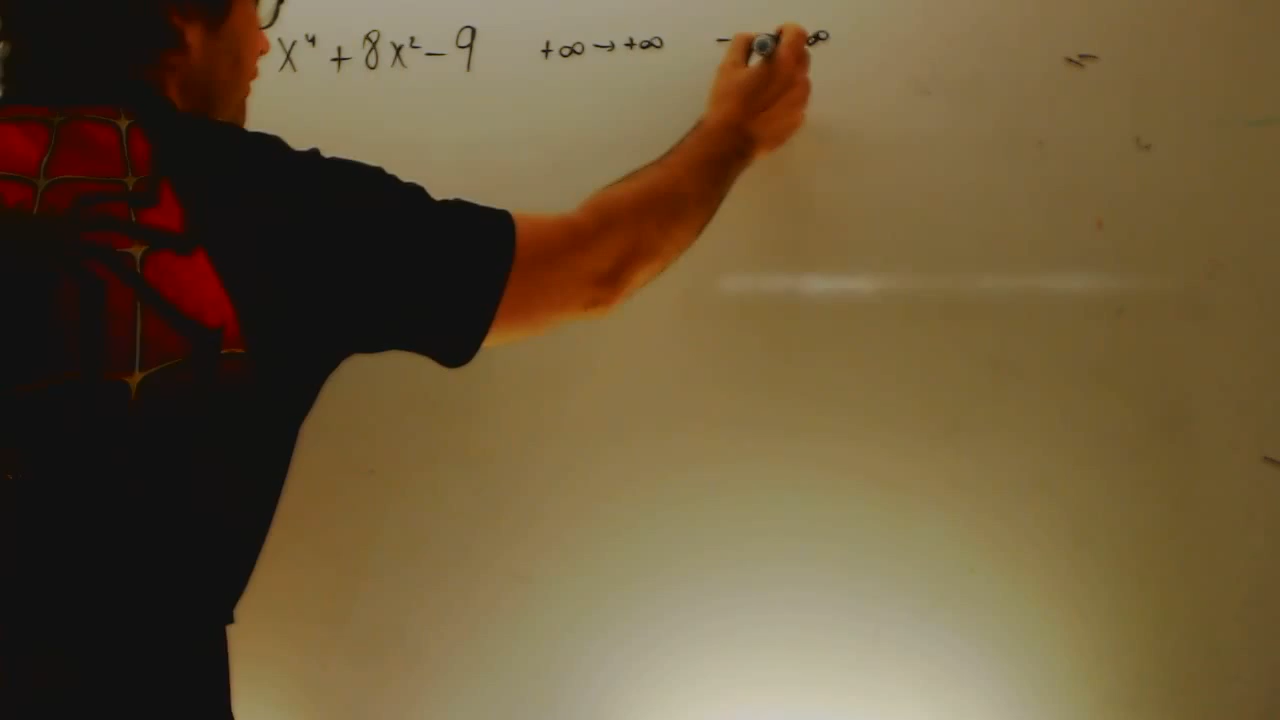 x⁴ + 8x² - 9 +∞ → +∞ - ∞